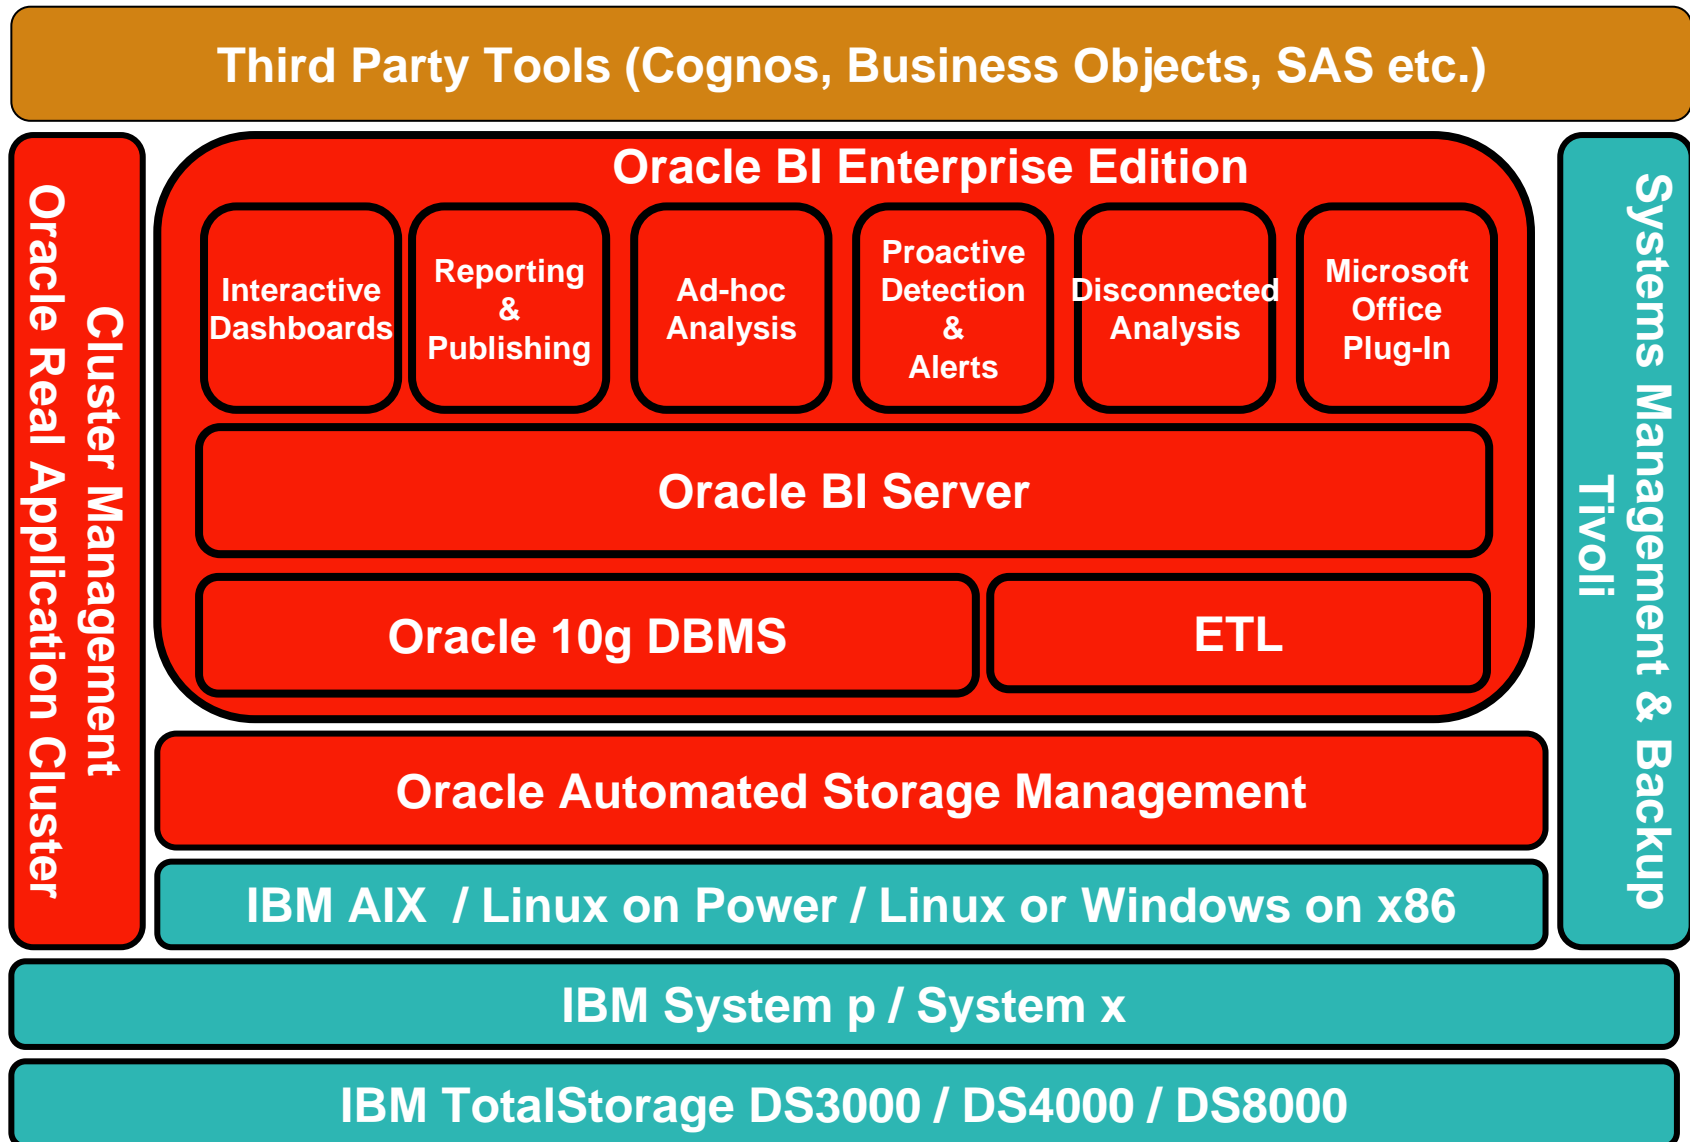 Third Party Tools (Cognos, Business Objects, SAS etc.)
Cluster Management
Oracle Real Application Cluster
Oracle BI Enterprise Edition
Interactive
Dashboards
Reporting
&
Publishing
Ad-hoc
Analysis
Proactive
Detection
&
Alerts
Disconnected
Analysis
Microsoft
Office
Plug-In
Oracle BI Server
Oracle 10g DBMS
ETL
Oracle Automated Storage Management
IBM AIX / Linux on Power / Linux or Windows on x86
Systems Management & Backup
Tivoli
IBM System p / System x
IBM TotalStorage DS3000 / DS4000 / DS8000